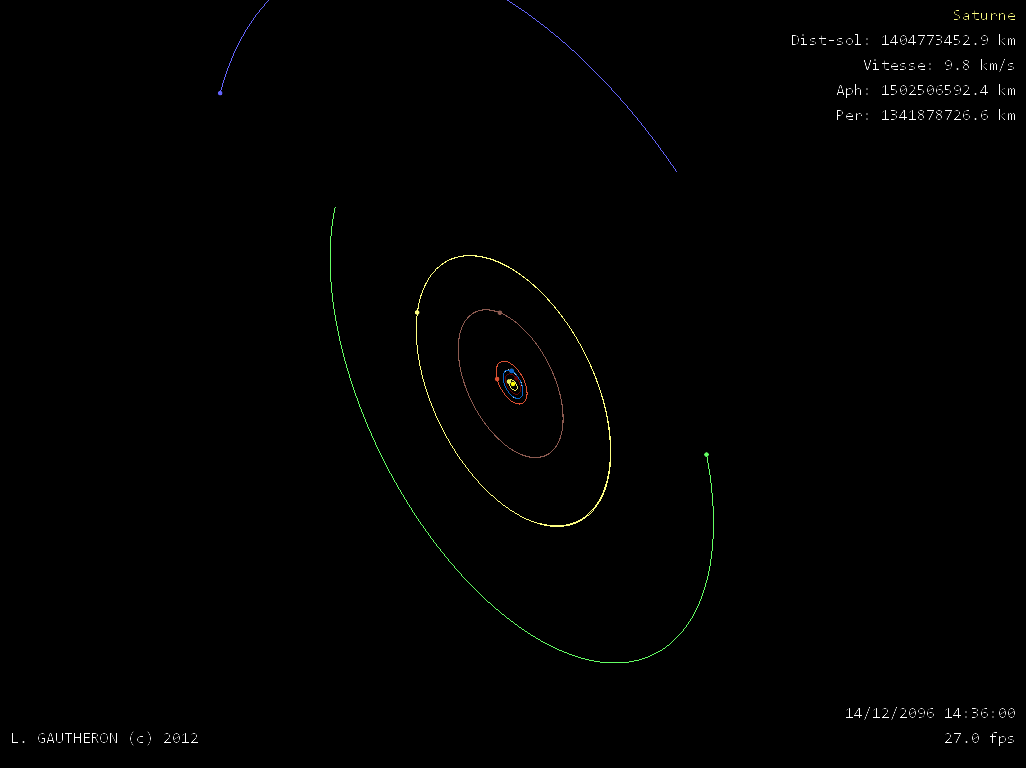 Saturne
Dist-sol: 1404773452.9 km
Vitesse: 9.8 km/s
Aph: 1502506592.4 km
Per: 1341878726.6 km
14/12/2096 14:36:00
L. GAUTHERON (c) 2012
27.0 fps